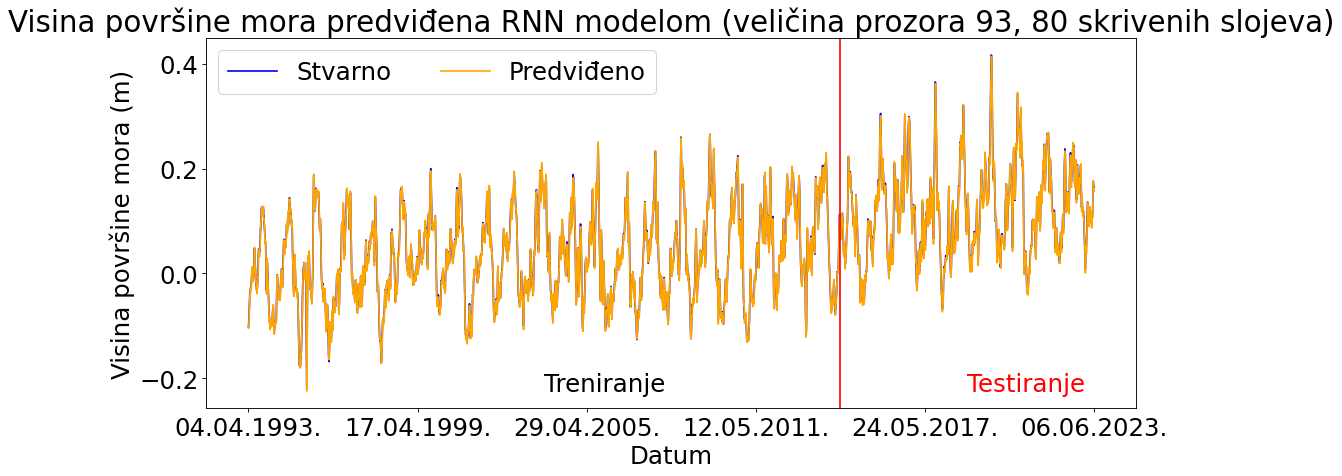 Visina površine mora predviđena RNN modelom (veličina prozora 93, 80 skrivenih slojeva)
Stvarno Predviđeno
Visina površine mora (m)
0.4
0.2
0.0
−0.2
Treniranje Testiranje
04.04.1993. 17.04.1999. 29.04.2005. 12.05.2011. 24.05.2017. 06.06.2023.
Datum